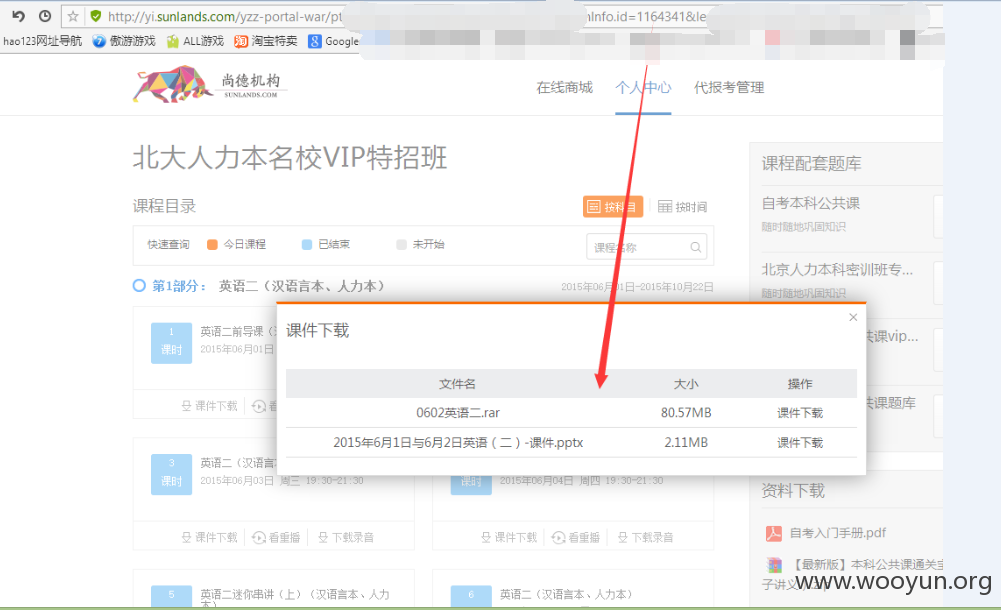 http://yi.sunlands.com/yzz-portal-war/pt
nInfo.id=1164341&le
hao123网址导航 傲游游戏 ALL游戏 淘宝特卖 Google
尚德机构
SUNLANDS.COM
在线商城 个人中心 代报考管理
北大人力本名校VIP特招班
课程目录
按科目 按时间
快速查询 今日课程 已结束 未开始
课程名称
第1部分： 英语二（汉语言本、人力本）
2015年06月01日~2015年10月22日
1
课时
英语二前导课（
2015年06月01日
课件下载
课件下载
×
文件名 大小 操作
0602英语二.rar 80.57MB 课件下载
2015年6月1日与6月2日英语（二）-课件.pptx 2.11MB 课件下载
3
课时
英语二（汉语言
2015年06月03日 周三 19:30-21:30
课件下载 看重播 下载录音
课时
2015年06月04日 周四 19:30-21:30
课件下载 看重播 下载录音
5
英语二迷你串讲（上）（汉语言本、人力
本）
6
英语二（汉语言本、人力本）
课程配套题库
自考本科公共课
随时随地巩固知识
北京人力本科密训班专...
随时随地巩固知识
共课vip...
共课题库
资料下载
自考入门手册.pdf
【最新版】本科公共课通关宝
子讲义
www.wooyun.org